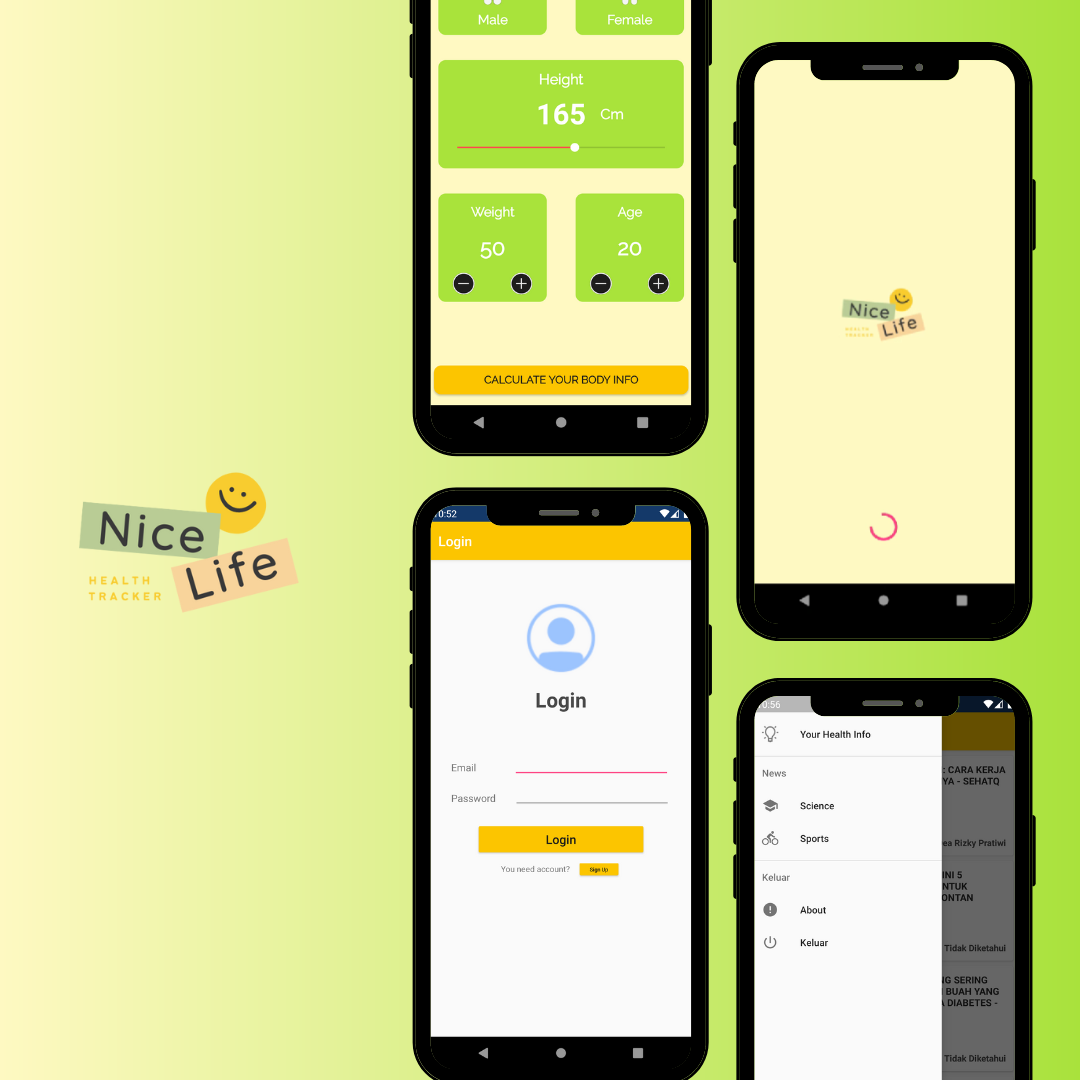 Nice
Life
HEALTH
TRACKER
Male
Female
Height
165 Cm
Weight
50
Age
20
CALCULATE YOUR BODY INFO
0:52
Login
Login
Email
Password
Login
You need account?
Sign Up
Nice
Life
HEALTH
TRACKER
0:56
Your Health Info
News
Science
Sports
Keluar
About
Keluar
: CARA KERJA
YA - SEHATQ
ea Rizky Pratiwi
INI 5
NTUK
ONTAN
Tidak Diketahui
NG SERING
BUAH YANG
A DIABETES -
Tidak Diketahui